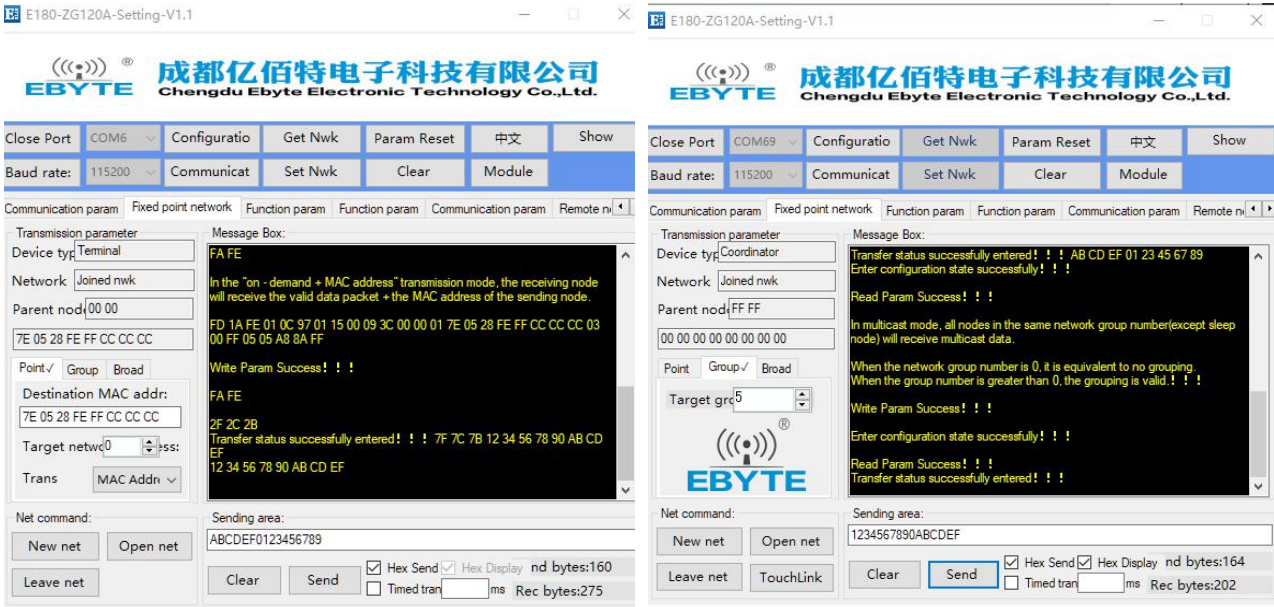 E180-ZG120A-Setting-V1.1
((( ))) ®
EBYTE
成都亿佰特电子科技有限公司
Chengdu Ebyte Electronic Technology Co.,Ltd.
Close Port COM6 Configuratio Get Nwk Param Reset 中文 Show
Baud rate: 115200 Communicat Set Nwk Clear Module
Communication param Fixed point network Function param Function param Communication param Remote n
Transmission parameter
Device typ Terminal
Network Joined nwk
Parent nod 00 00
7E 05 28 FE FF CC CC CC
Point✓ Group Broad
Destination MAC addr:
7E 05 28 FE FF CC CC CC
Target netwo 0 ess:
Trans MAC Addr
Net command:
New net Open net
Leave net
Message Box:
FA FE
In the "on - demand + MAC address" transmission mode, the receiving node
will receive the valid data packet + the MAC address of the sending node.
FD 1A FE 01 0C 97 01 15 00 09 3C 00 00 01 7E 05 28 FE FF CC CC CC 03
00 FF 05 05 A8 8A FF
Write Param Success！！！
FA FE
2F 2C 2B
Transfer status successfully entered！！！ 7F 7C 7B 12 34 56 78 90 AB CD
EF
12 34 56 78 90 AB CD EF
Sending area:
ABCDEF0123456789
Clear Send
Hex Send Hex Display nd bytes:160
Timed tran ms Rec bytes:275
E180-ZG120A-Setting-V1.1
®
EBYTE
成都亿佰特电子科技有限公司
Chengdu Ebyte Electronic Technology Co.,Ltd.
Close Port COM69 Configuratio Get Nwk Param Reset 中文 Show
Baud rate: 115200 Communicat Set Nwk Clear Module
Communication param Fixed point network Function param Function param Communication param Remote n
Transmission parameter
Device typ Coordinator
Network Joined nwk
Parent nod FF FF
00 00 00 00 00 00 00 00
Point Group✓ Broad
Target gro 5
®
EBYTE
Net command:
New net Open net
Leave net TouchLink
Message Box:
Transfer status successfully entered！！！ AB CD EF 01 23 45 67 89
Enter configuration state successfully！！！
Read Param Success！！！
In multicast mode, all nodes in the same network group number(except sleep
node) will receive multicast data.
When the network group number is 0, it is equivalent to no grouping.
When the group number is greater than 0, the grouping is valid.！！！
Write Param Success！！！
Enter configuration state successfully！！！
Read Param Success！！！
Transfer status successfully entered！！！
Sending area:
1234567890ABCDEF
Clear Send
Hex Send Hex Display nd bytes:164
Timed tran ms Rec bytes:202